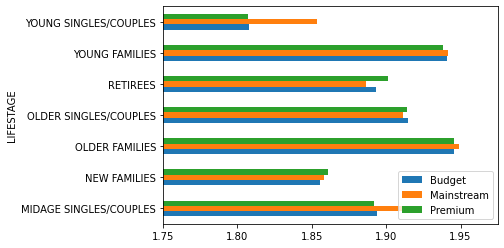 YOUNG SINGLES/COUPLES
YOUNG FAMILIES
RETIREES
OLDER SINGLES/COUPLES
OLDER FAMILIES
NEW FAMILIES
MIDAGE SINGLES/COUPLES
LIFESTAGE
Budget
Mainstream
Premium
1.75 1.80 1.85 1.90 1.95